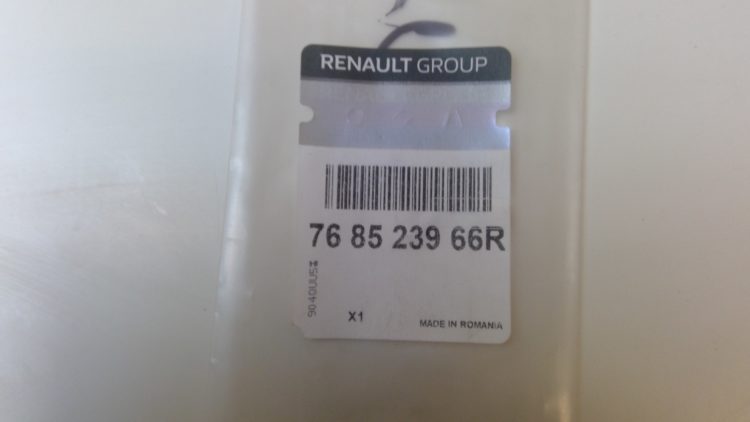 RENAULT GROUP
76 85 239 66R
X1
MADE IN ROMANIA